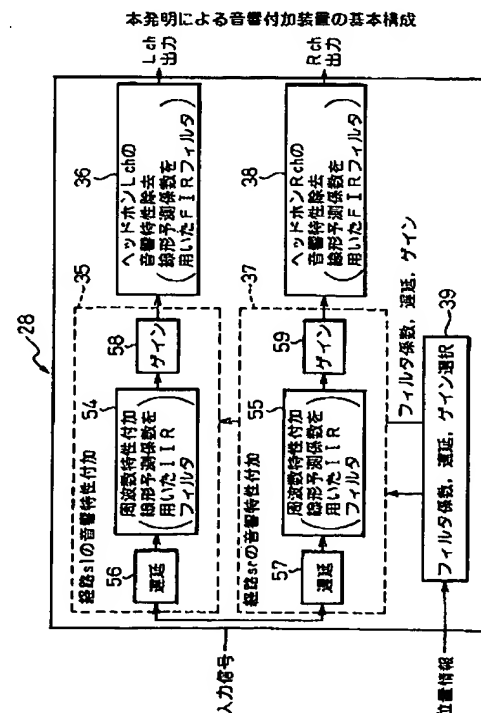 本発明による音響付加装置の基本構成
28
入力信号
35
経路slの音響特性付加
56
遅延
54
周波数特性付加
線形予測係数を
用いたIIR
フィルタ
58
ゲイン
36
ヘッドホンLchの
音響特性除去
線形予測係数を
用いたFIRフィルタ
Lch
出力
37
経路srの音響特性付加
57
遅延
55
周波数特性付加
線形予測係数を
用いたIIR
フィルタ
59
ゲイン
38
ヘッドホンRchの
音響特性除去
線形予測係数を
用いたFIRフィルタ
Rch
出力
フィルタ係数,遅延,ゲイン
39
フィルタ係数,遅延,ゲイン選択
位置情報